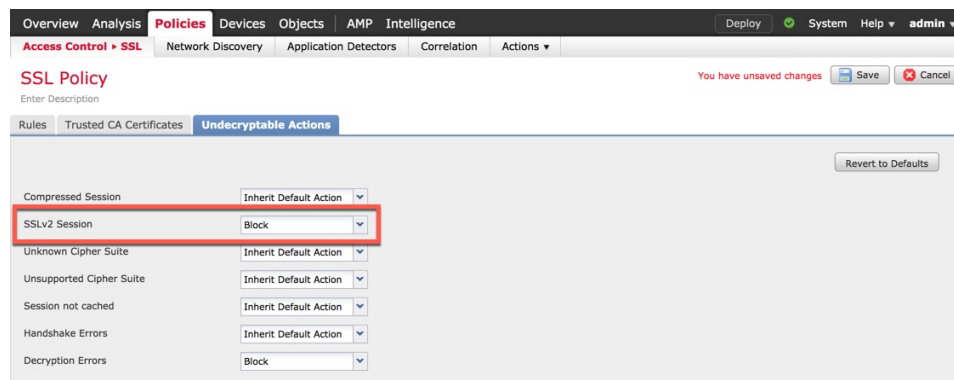 Overview Analysis Policies Devices Objects AMP Intelligence Deploy System Help admin
Access Control SSL Network Discovery Application Detectors Correlation Actions
SSL Policy
You have unsaved changes Save Cancel
Enter Description
Rules Trusted CA Certificates Undecryptable Actions
Revert to Defaults
Compressed Session Inherit Default Action
SSLv2 Session Block
Unknown Cipher Suite Inherit Default Action
Unsupported Cipher Suite Inherit Default Action
Session not cached Inherit Default Action
Handshake Errors Inherit Default Action
Decryption Errors Block